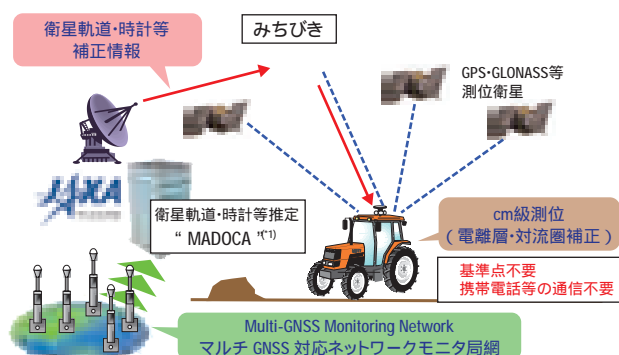 衛星軌道・時計等
補正情報
みちびき
GPS・GLONASS等
測位衛星
JAXA
衛星軌道・時計等推定
“ MADOCA ”(*1)
cm級測位
（電離層・対流圏補正）
基準点不要
携帯電話等の通信不要
Multi-GNSS Monitoring Network
マルチ GNSS 対応ネットワークモニタ局網